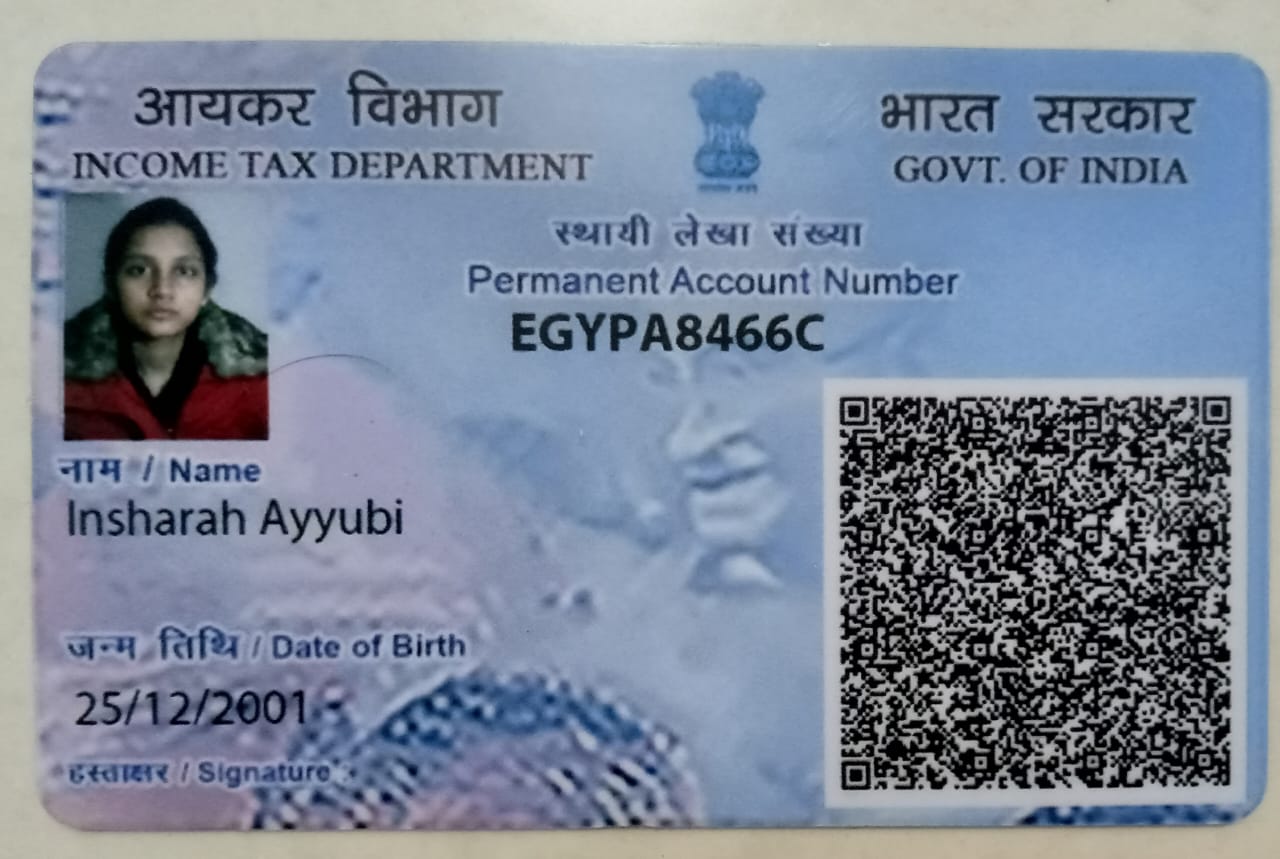 आयकर विभाग
INCOME TAX DEPARTMENT
भारत सरकार
GOVT. OF INDIA
स्थायी लेखा संख्या
Permanent Account Number
EGYPA8466C
नाम / Name
Insharah Ayyubi
जन्म तिथि / Date of Birth
25/12/2001
हस्ताक्षर / Signature